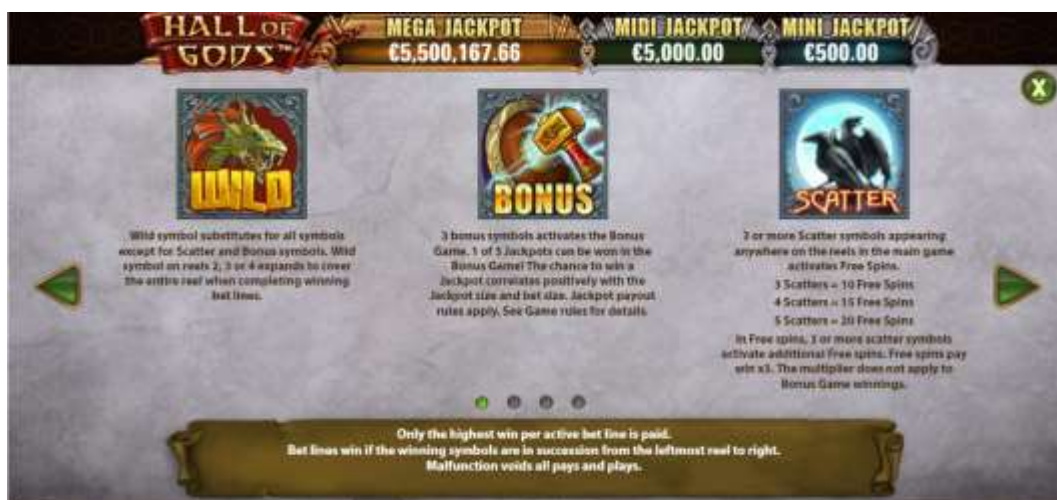 HALL OF
GODS™
MEGA JACKPOT
€5,500,167.66
MIDI JACKPOT
€5,000.00
MINI JACKPOT
€500.00
X
WILD
Wild symbol substitutes for all symbols
except for Scatter and Bonus symbols. Wild
symbol on reels 2, 3 or 4 expands to cover
the entire reel when completing winning
bet lines.
BONUS
3 bonus symbols activates the Bonus
Game. 1 of 3 Jackpots can be won in the
Bonus Game! The chance to win a
Jackpot correlates positively with the
Jackpot size and bet size. Jackpot payout
rules apply. See Game rules for details.
SCATTER
3 or more Scatter symbols appearing
anywhere on the reels in the main game
activates Free Spins.
3 Scatters = 10 Free Spins
4 Scatters = 15 Free Spins
5 Scatters = 20 Free Spins
In Free spins, 3 or more scatter symbols
activate additional Free spins. Free spins pay
win x3. The multiplier does not apply to
Bonus Game winnings.
Only the highest win per active bet line is paid.
Bet lines win if the winning symbols are in succession from the leftmost reel to right.
Malfunction voids all pays and plays.